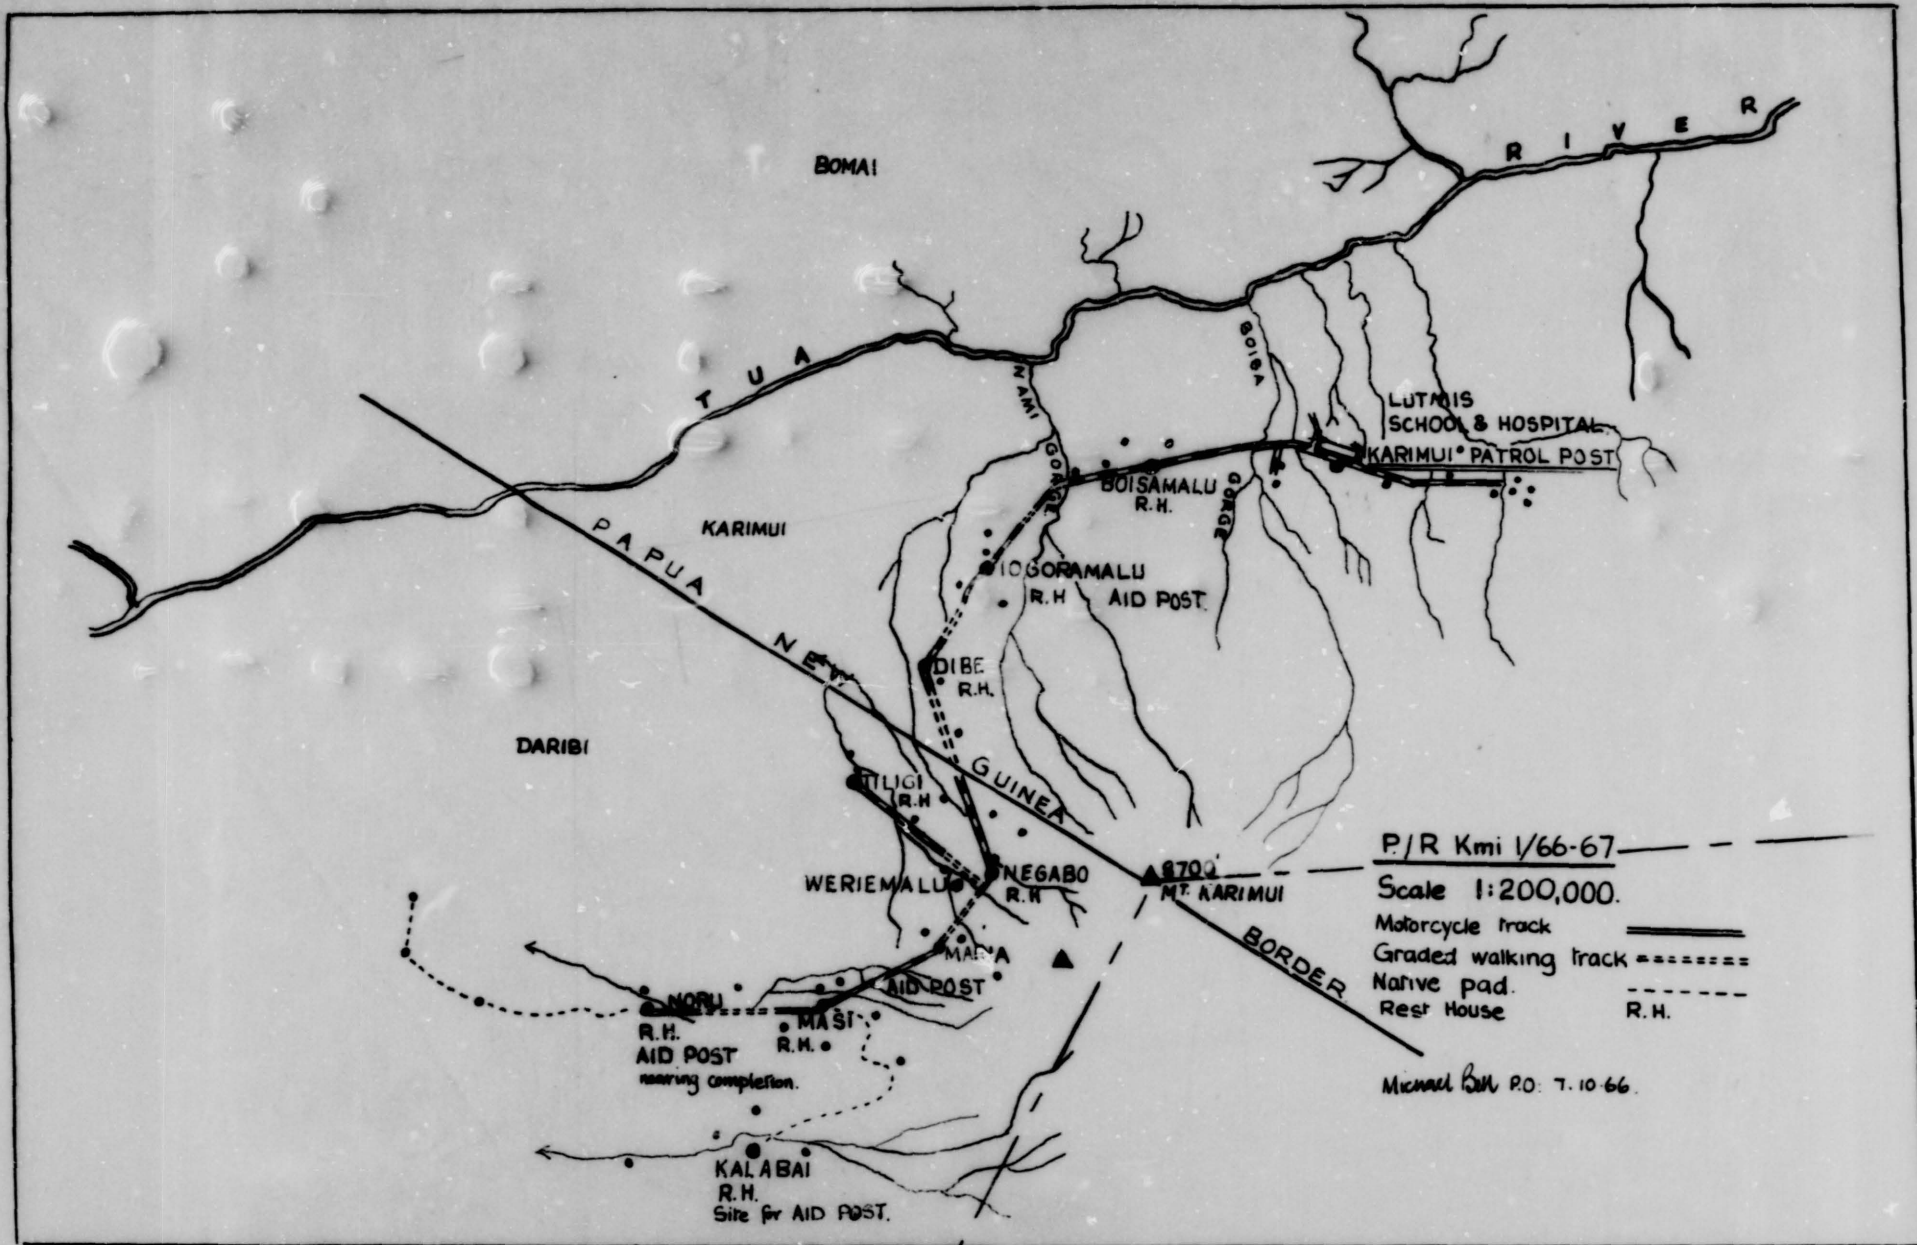 BOMAI
TUA RIVER
NAMI GORGE
BOIBA GORGE
LUTMIS
SCHOOL & HOSPITAL
KARIMUI PATROL POST
BOISAMALU
R.H.
KARIMUI
IOGORAMALU
R.H AID POST.
DIBE
R.H.
PAPUA NEW GUINEA BORDER
DARIBI
TILIGI
R.H
WERIEMALU
NEGABO
R.H
8700'
MT. KARIMUI
AID POST
NORU
R.H.
AID POST
nearing completion.
MASI
R.H.
KALABAI
R.H.
Site for AID POST.
P/R Kmi 1/66-67
Scale 1:200,000.
Motorcycle track
Graded walking track
Native pad.
Rest House R.H.
Michael Bell P.O. 7.10.66.